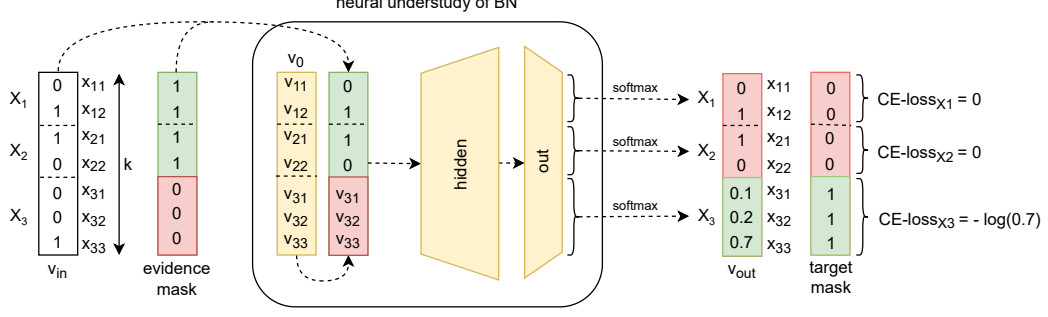 neural understudy of BN
X1
X2
X3
0
1
1
0
0
0
1
x11
x12
x21
x22
x31
x32
x33
k
vin
1
1
1
1
0
0
0
evidence
mask
v0
v11
v12
v21
v22
v31
v32
v33
0
1
1
0
v31
v32
v33
hidden
out
softmax
softmax
softmax
X1
X2
X3
0
1
1
0
0.1
0.2
0.7
x11
x12
x21
x22
x31
x32
x33
vout
0
0
0
0
1
1
1
target
mask
CE-lossX1 = 0
CE-lossX2 = 0
CE-lossX3 = - log(0.7)